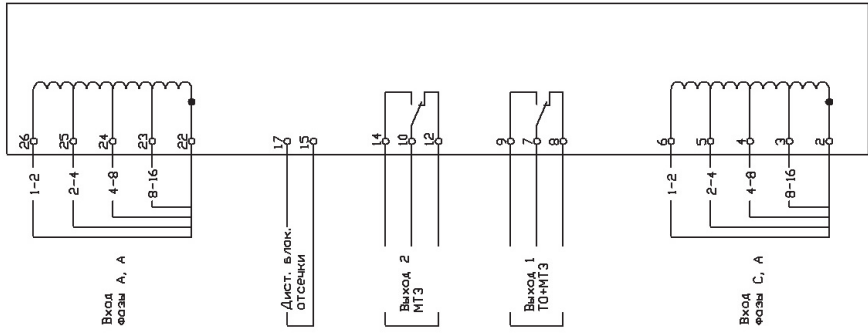 26
25
24
23
22
17
15
14
10
12
9
7
8
6
5
4
3
2
1-2
2-4
4-8
8-16
1-2
2-4
4-8
8-16
Вход
фазы А, А
Дист. блок.
отсечки
Выход 2
МТЗ
Выход 1
ТО+МТЗ
Вход
фазы С, А